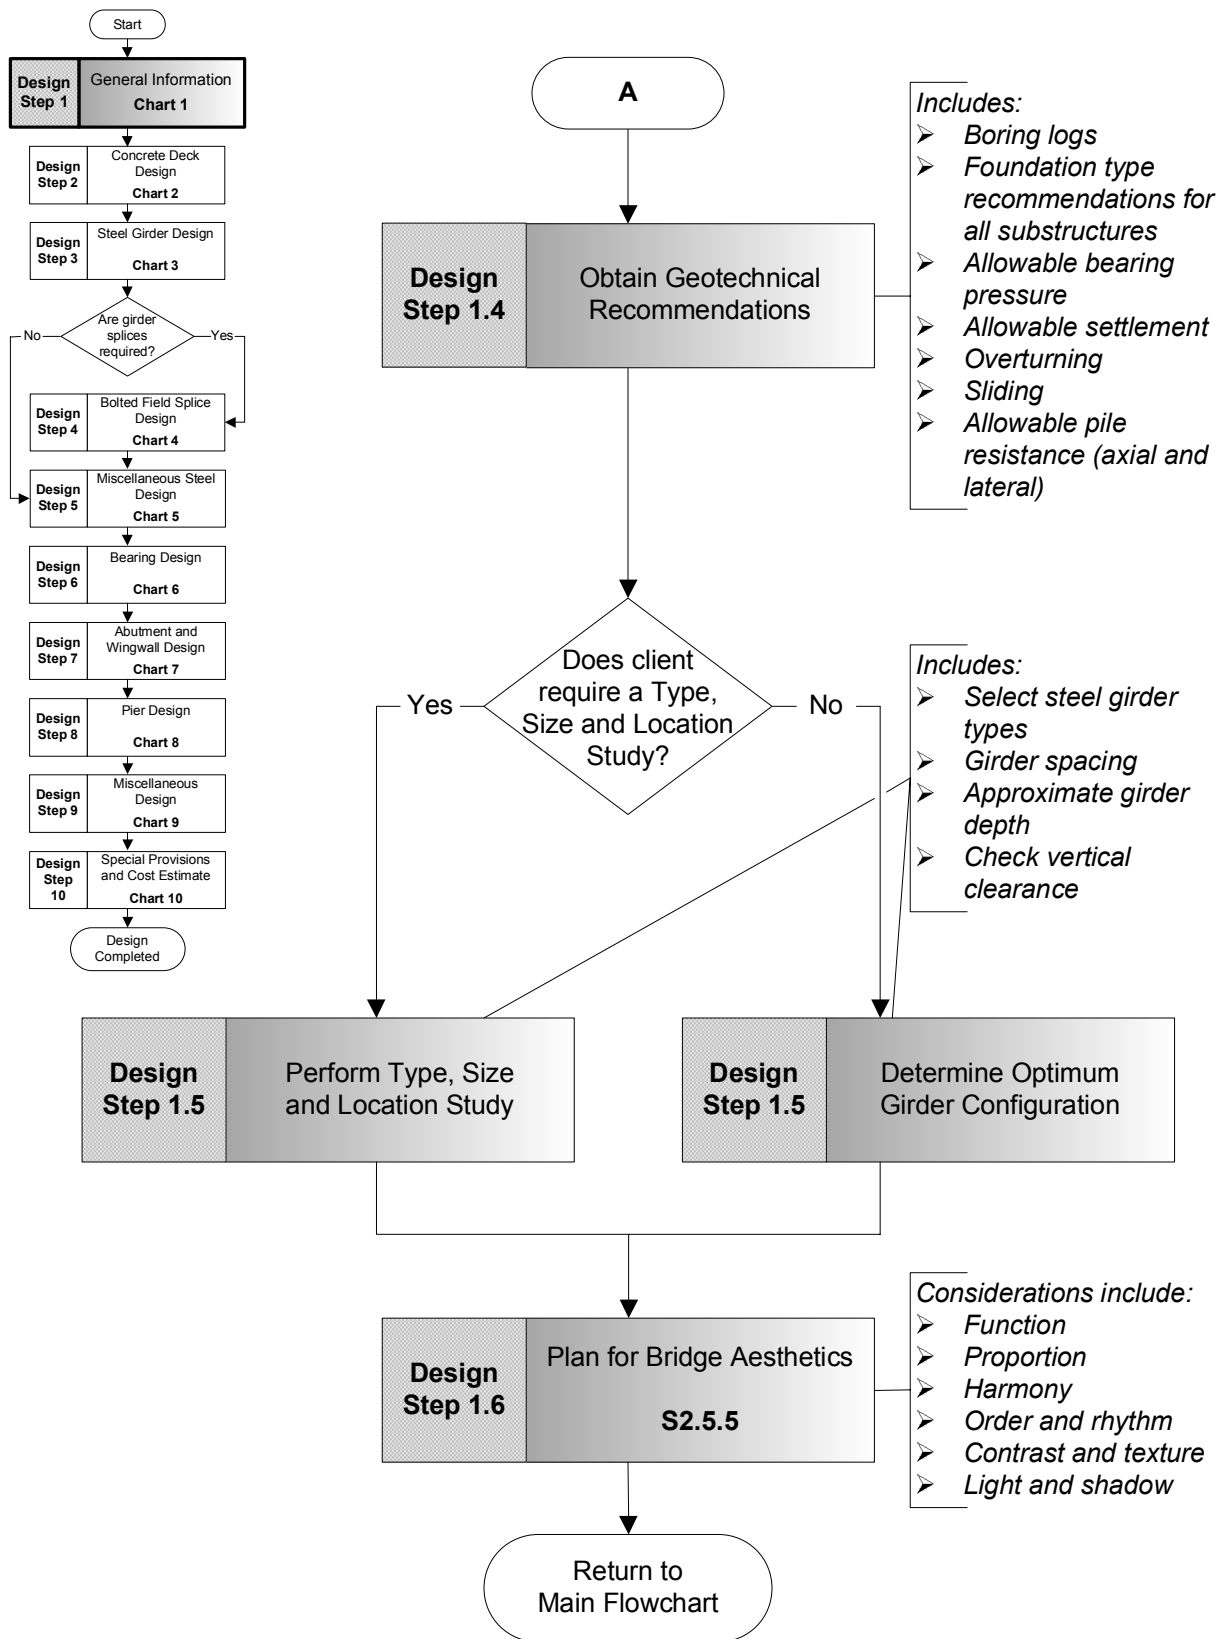 Start
Design
Step 1
General Information
Chart 1
Design
Step 2
Concrete Deck
Design
Chart 2
Design
Step 3
Steel Girder Design
Chart 3
Are girder
splices
required?
No
Yes
Design
Step 4
Bolted Field Splice
Design
Chart 4
Design
Step 5
Miscellaneous Steel
Design
Chart 5
Design
Step 6
Bearing Design
Chart 6
Design
Step 7
Abutment and
Wingwall Design
Chart 7
Design
Step 8
Pier Design
Chart 8
Design
Step 9
Miscellaneous
Design
Chart 9
Design
Step
10
Special Provisions
and Cost Estimate
Chart 10
Design
Completed
A
Design
Step 1.4
Obtain Geotechnical
Recommendations
Includes:
➢ Boring logs
➢ Foundation type
recommendations for
all substructures
➢ Allowable bearing
pressure
➢ Allowable settlement
➢ Overturning
➢ Sliding
➢ Allowable pile
resistance (axial and
lateral)
Does client
require a Type,
Size and Location
Study?
Yes
No
Includes:
➢ Select steel girder
types
➢ Girder spacing
➢ Approximate girder
depth
➢ Check vertical
clearance
Design
Step 1.5
Perform Type, Size
and Location Study
Design
Step 1.5
Determine Optimum
Girder Configuration
Design
Step 1.6
Plan for Bridge Aesthetics
S2.5.5
Considerations include:
➢ Function
➢ Proportion
➢ Harmony
➢ Order and rhythm
➢ Contrast and texture
➢ Light and shadow
Return to
Main Flowchart